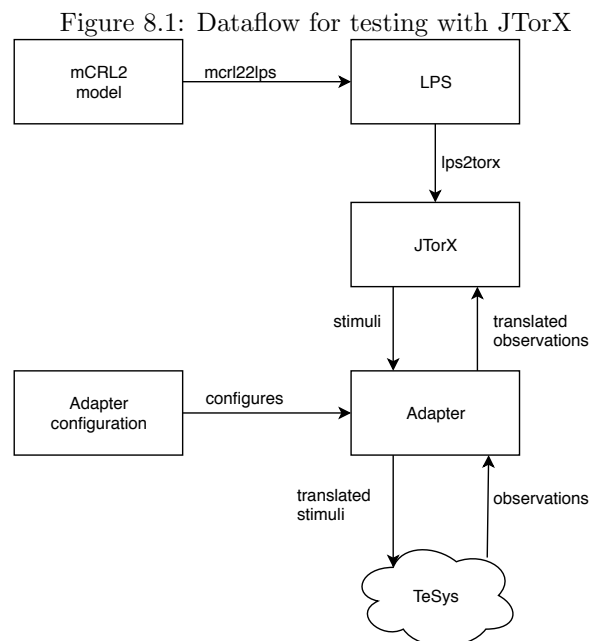 Figure 8.1: Dataflow for testing with JTorX
mCRL2
model
mcrl22lps
LPS
lps2torx
JTorX
stimuli
translated
observations
Adapter
configuration
configures
Adapter
translated
stimuli
observations
TeSys